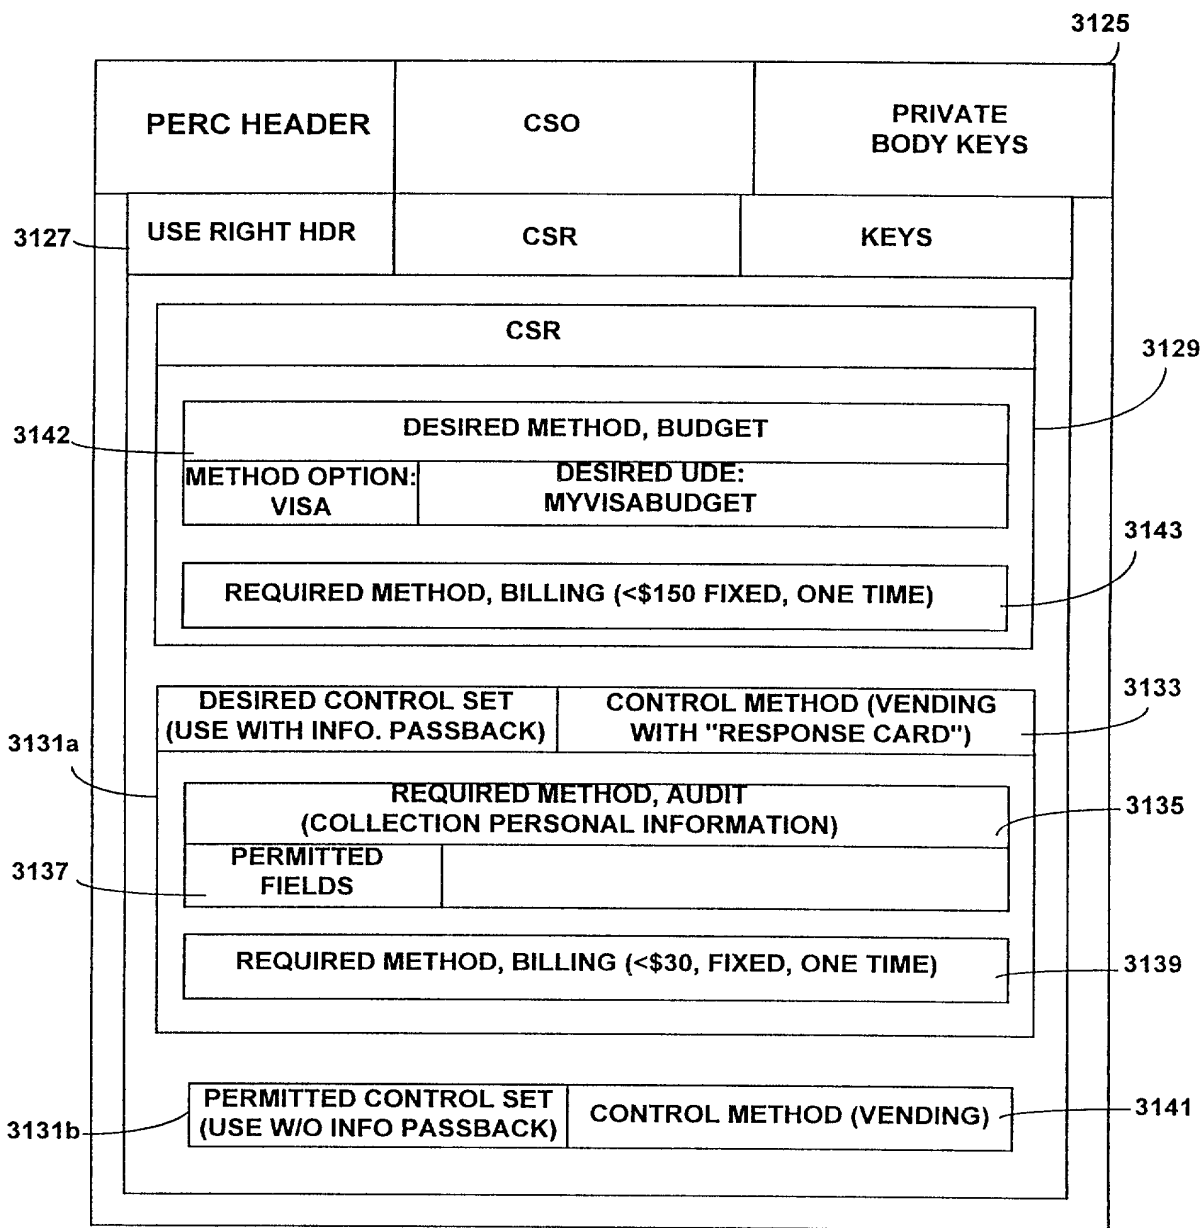 3125
PERC HEADER
CSO
PRIVATE
BODY KEYS
3127
USE RIGHT HDR
CSR
KEYS
CSR
3129
3142
DESIRED METHOD, BUDGET
METHOD OPTION:
VISA
DESIRED UDE:
MYVISABUDGET
3143
REQUIRED METHOD, BILLING (<$150 FIXED, ONE TIME)
DESIRED CONTROL SET
(USE WITH INFO. PASSBACK)
CONTROL METHOD (VENDING
WITH "RESPONSE CARD")
3133
3131a
REQUIRED METHOD, AUDIT
(COLLECTION PERSONAL INFORMATION)
3135
3137
PERMITTED
FIELDS
REQUIRED METHOD, BILLING (<$30, FIXED, ONE TIME)
3139
3131b
PERMITTED CONTROL SET
(USE W/O INFO PASSBACK)
CONTROL METHOD (VENDING)
3141